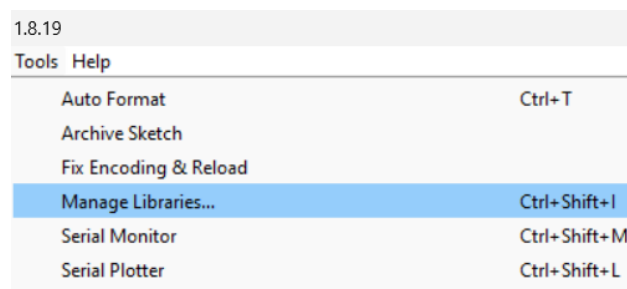 1.8.19
Tools Help
Auto Format Ctrl+T
Archive Sketch
Fix Encoding & Reload
Manage Libraries... Ctrl+Shift+I
Serial Monitor Ctrl+Shift+M
Serial Plotter Ctrl+Shift+L